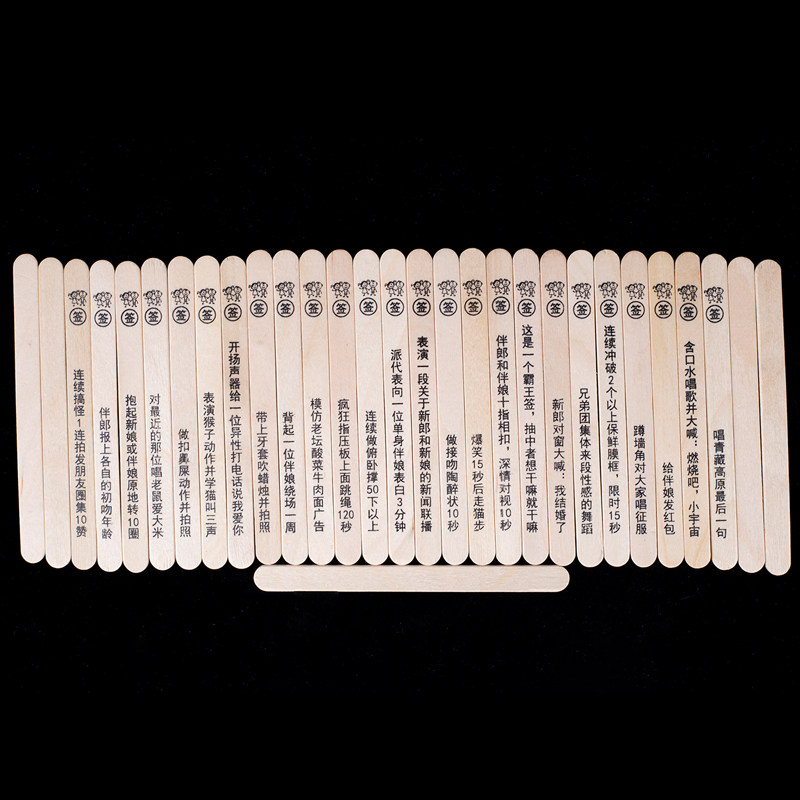 签
连续搞怪1连拍发朋友圈集10赞
签
伴郎报上各自的初吻年龄
签
抱起新娘或伴娘原地转10圈
签
对最近的那位唱老鼠爱大米
签
做扣鼻屎动作并拍照
签
表演猴子动作并学猫叫三声
签
开扬声器给一位异性打电话说我爱你
签
带上牙套吹蜡烛并拍照
签
背起一位伴娘绕场一周
签
模仿老坛酸菜牛肉面广告
签
疯狂指压板上面跳绳120秒
签
连续做俯卧撑50下以上
签
派代表向一位单身伴娘表白3分钟
签
表演一段关于新郎和新娘的新闻联播
签
做接吻陶醉状10秒
签
爆笑15秒后走猫步
签
伴郎和伴娘十指相扣，深情对视10秒
签
这是一个霸王签，抽中者想干嘛就干嘛
签
新郎对窗大喊：我结婚了
签
兄弟团集体来段性感的舞蹈
签
连续冲破2个以上保鲜膜框，限时15秒
签
蹲墙角对大家唱征服
签
给伴娘发红包
签
含口水唱歌并大喊：燃烧吧，小宇宙
签
唱青藏高原最后一句